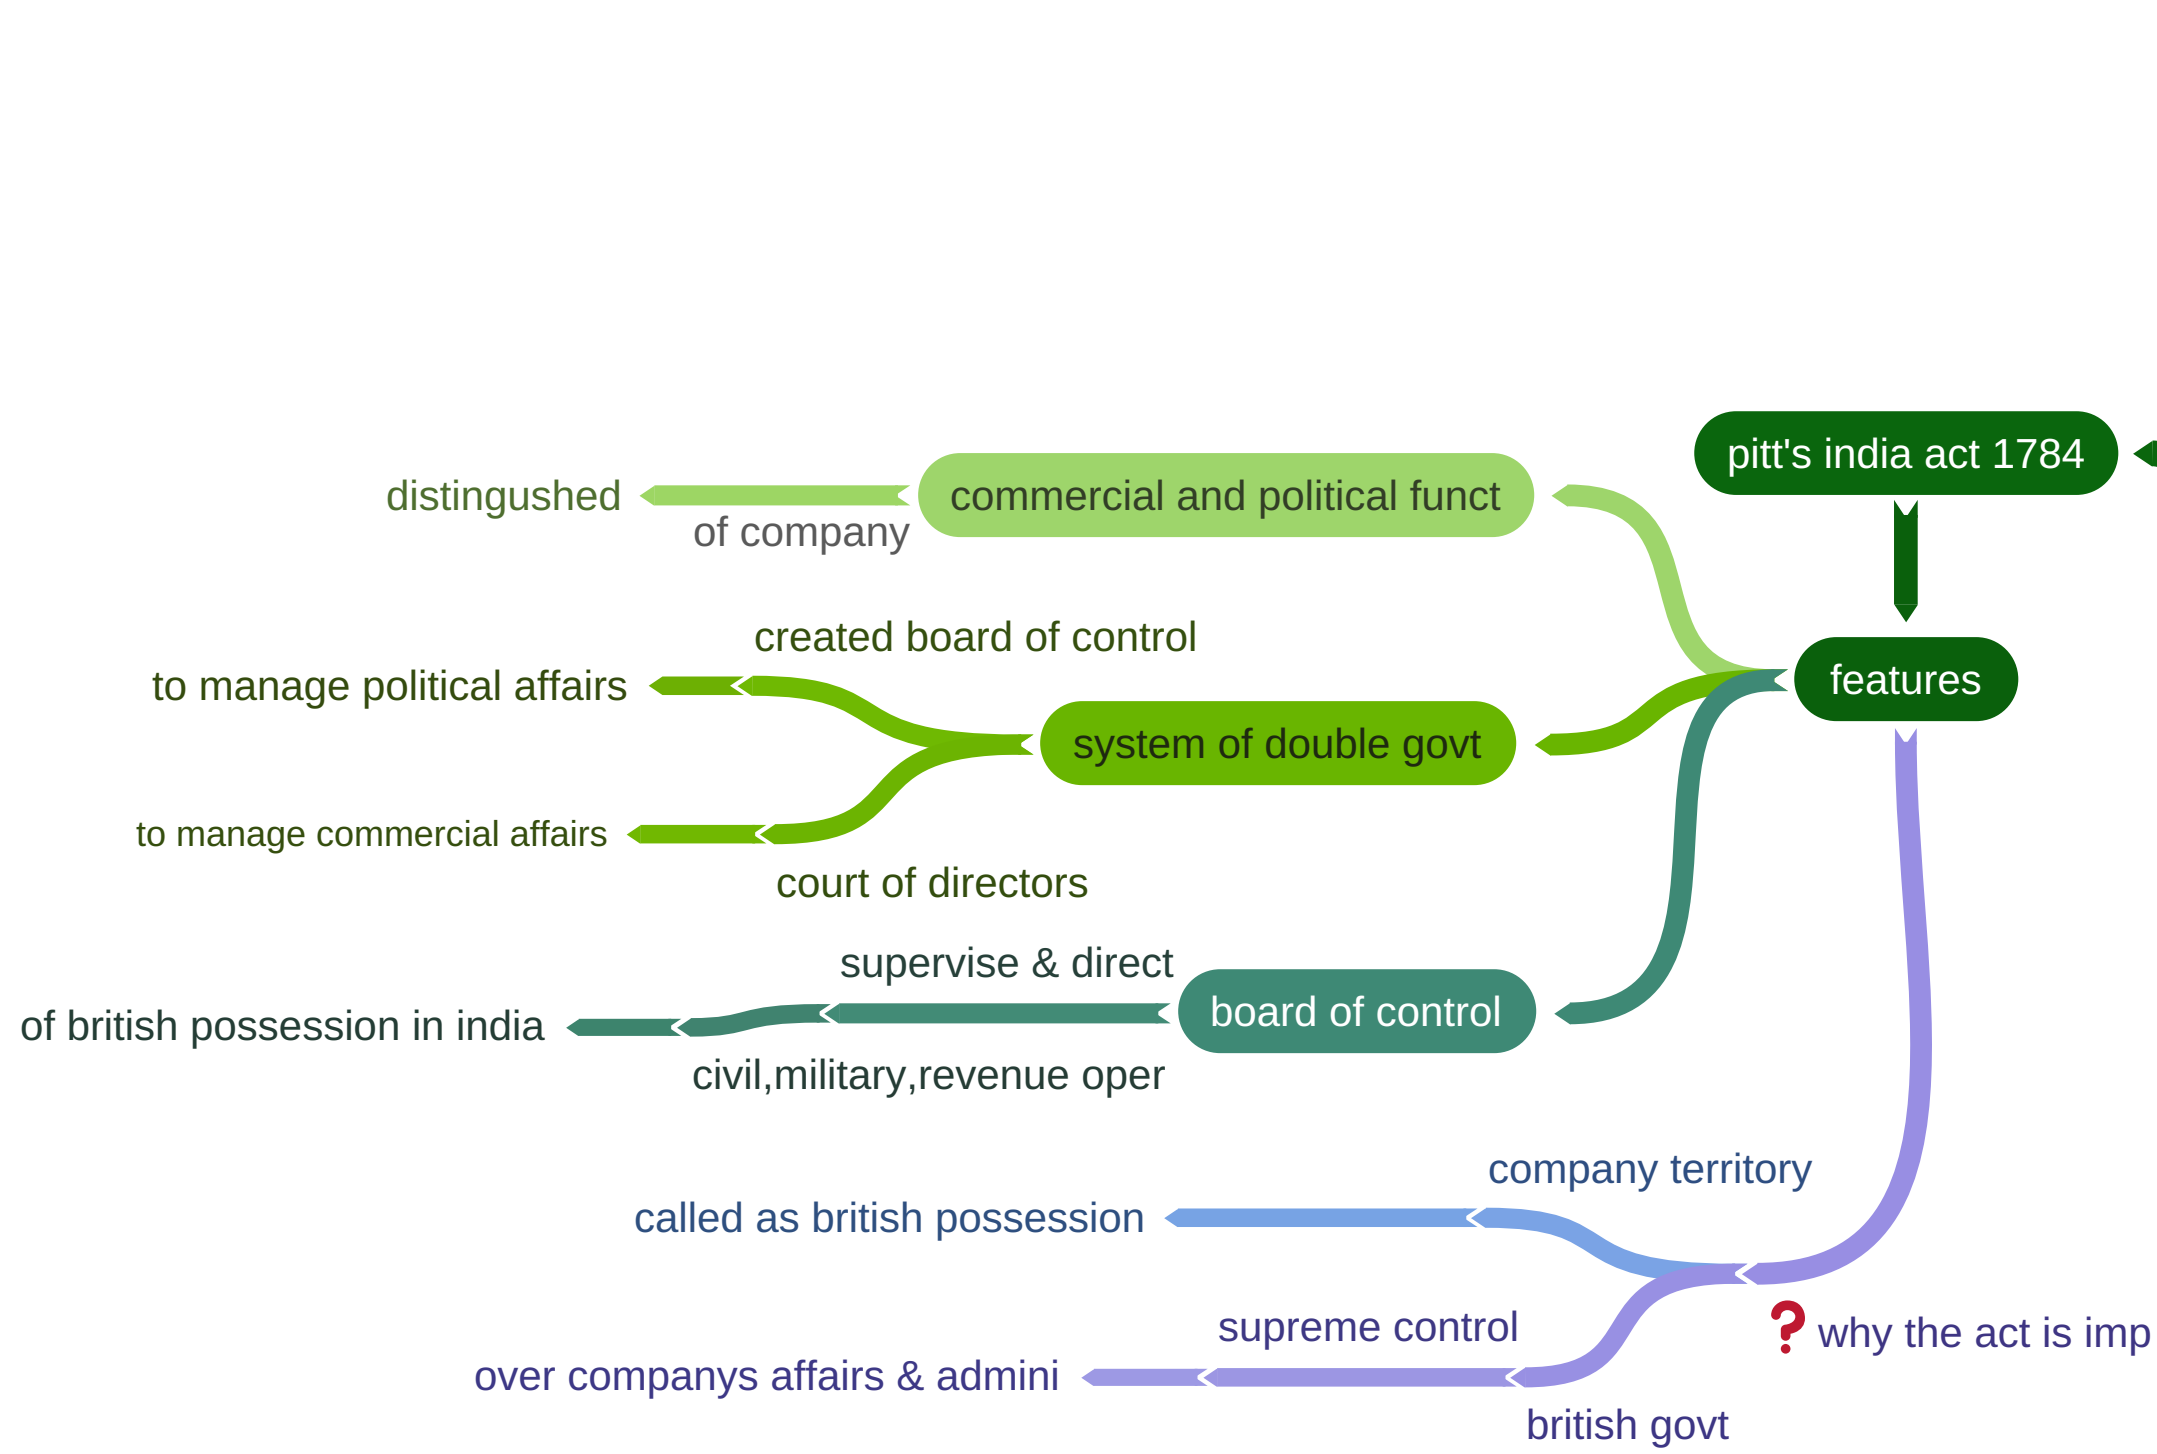 pitt's india act 1784
features
commercial and political funct
of company
distingushed
system of double govt
created board of control
to manage political affairs
court of directors
to manage commercial affairs
board of control
supervise & direct
civil,military,revenue oper
of british possession in india
why the act is imp
company territory
called as british possession
british govt
supreme control
over companys affairs & admini